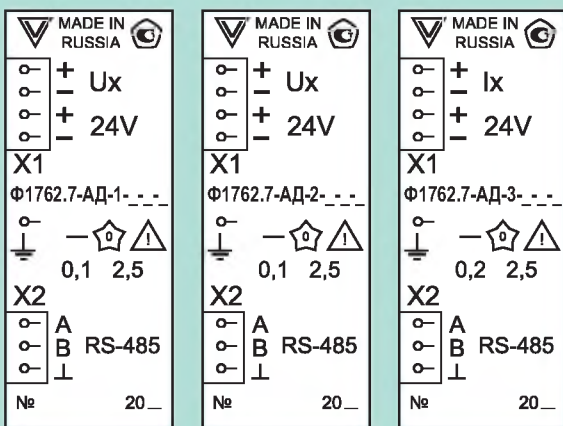 MADE IN
RUSSIA
+
− Ux
+
− 24V
X1
Ф1762.7-АД-1-_ _ _
0
!
0,1 2,5
X2
A
B RS-485
⊥
№ 20_
MADE IN
RUSSIA
+
− Ux
+
− 24V
X1
Ф1762.7-АД-2-_ _ _
0
!
0,1 2,5
X2
A
B RS-485
⊥
№ 20_
MADE IN
RUSSIA
+
− Ix
+
− 24V
X1
Ф1762.7-АД-3-_ _ _
0
!
0,2 2,5
X2
A
B RS-485
⊥
№ 20_